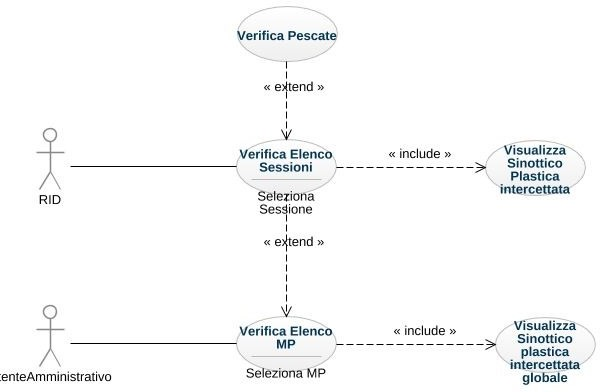 Verifica Pescate
« extend »
Verifica Elenco
Sessioni
Seleziona
Sessione
« include »
Visualizza
Sinottico
Plastica
intercettata
RID
« extend »
Verifica Elenco
MP
Seleziona MP
« include »
Visualizza
Sinottico
plastica
intercettata
globale
tenteAmministrativo